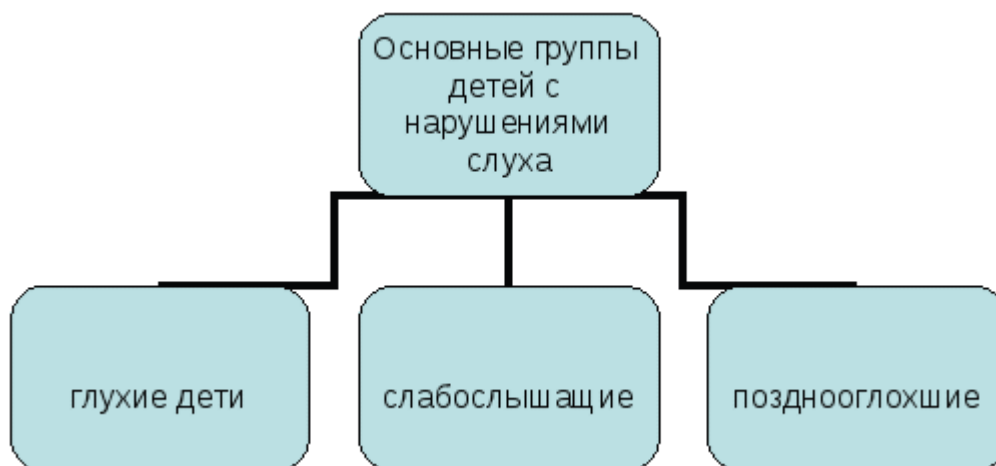 Основные группы
детей с
нарушениями
слуха
глухие дети
слабослышащие
позднооглохшие